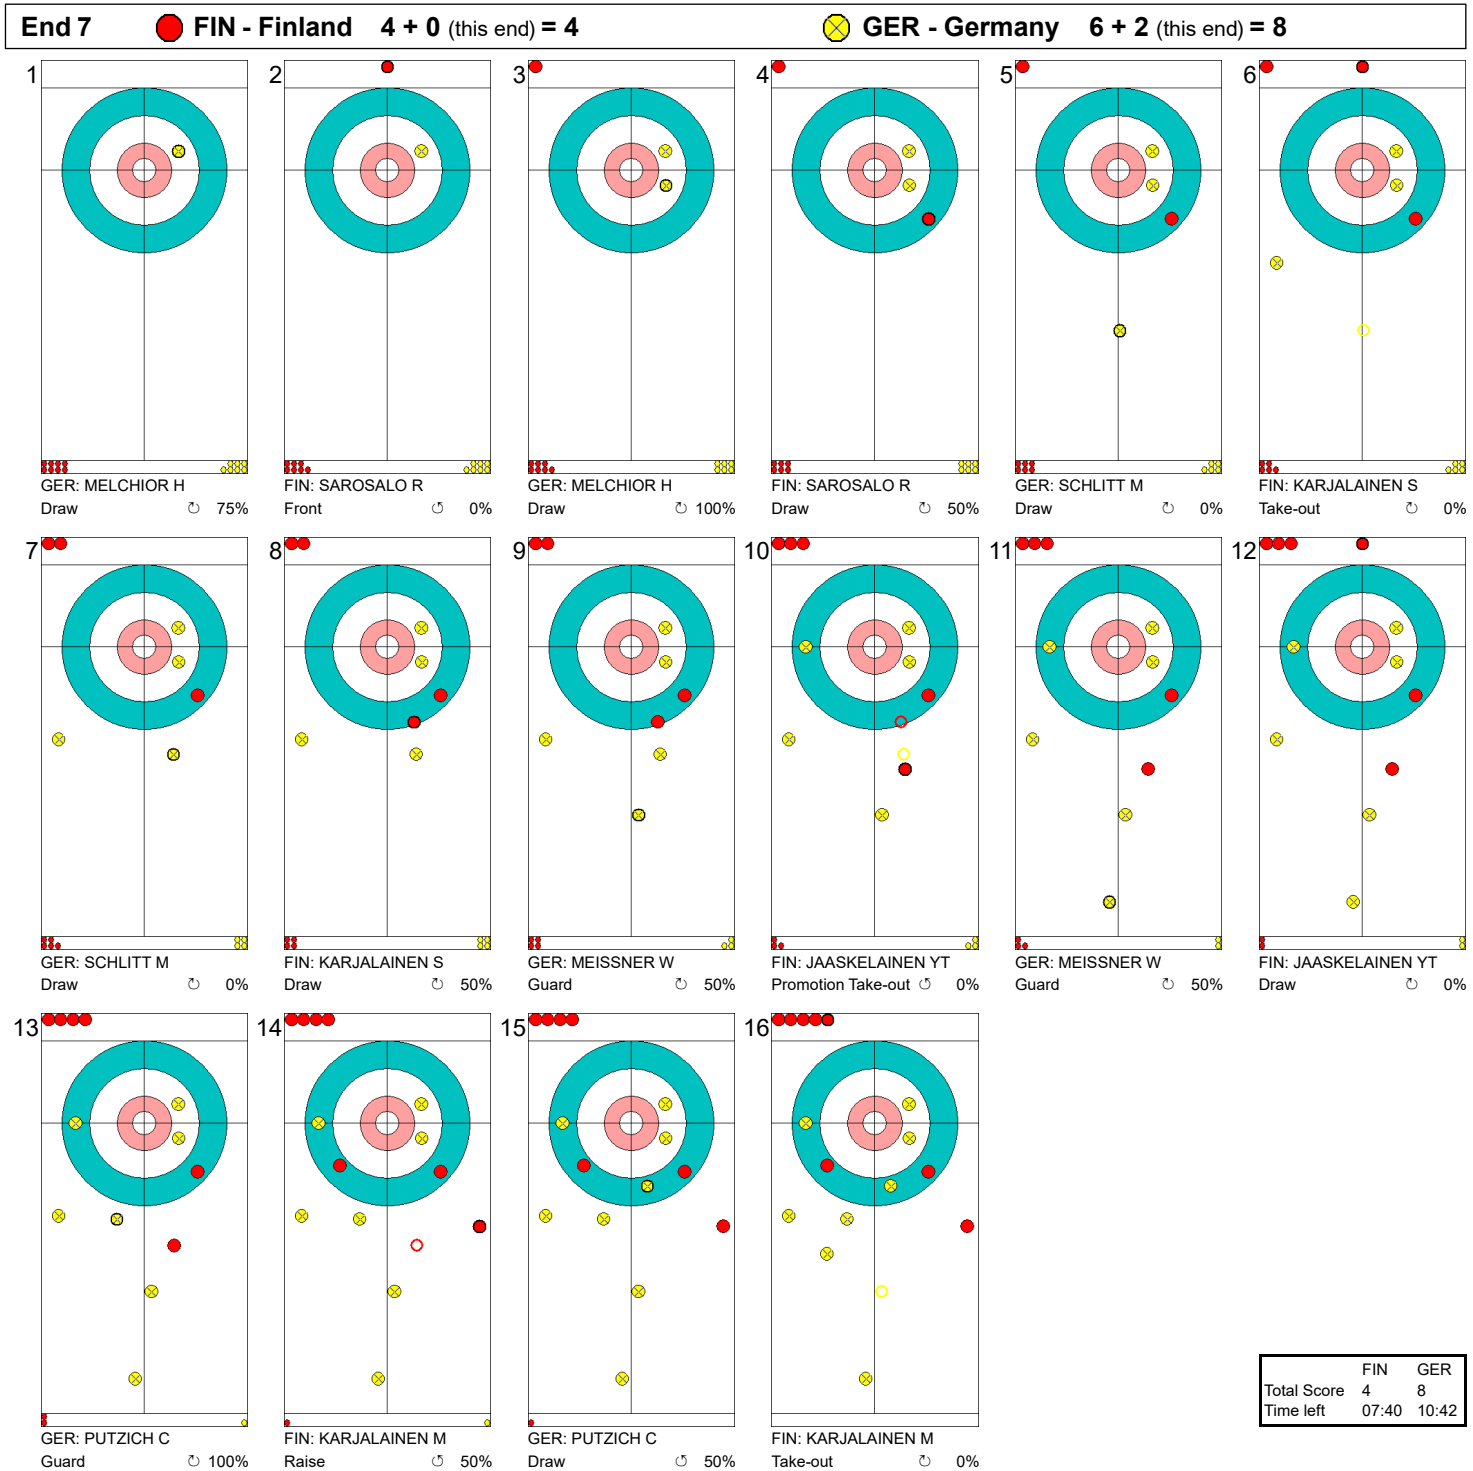 End 7 FIN - Finland 4 + 0 (this end) = 4 GER - Germany 6 + 2 (this end) = 8
1 2 3 4 5 6
GER: MELCHIOR H FIN: SAROSALO R GER: MELCHIOR H FIN: SAROSALO R GER: SCHLITT M FIN: KARJALAINEN S
Draw 75% Front 0% Draw 100% Draw 50% Draw 0% Take-out 0%
7 8 9 10 11 12
GER: SCHLITT M FIN: KARJALAINEN S GER: MEISSNER W FIN: JAASKELAINEN YT GER: MEISSNER W FIN: JAASKELAINEN YT
Draw 0% Draw 50% Guard 50% Promotion Take-out 0% Guard 50% Draw 0%
13 14 15 16
GER: PUTZICH C FIN: KARJALAINEN M GER: PUTZICH C FIN: KARJALAINEN M
Guard 100% Raise 50% Draw 50% Take-out 0%
FIN GER
Total Score 4 8
Time left 07:40 10:42